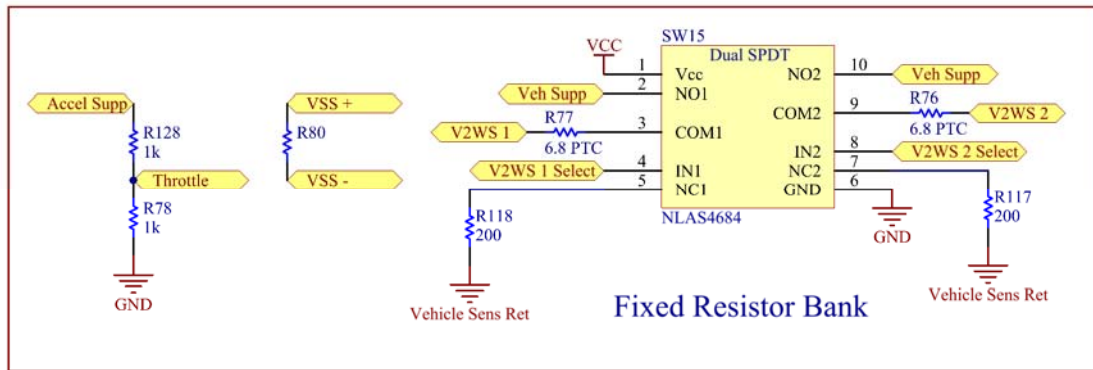 Accel Supp
R128
1k
Throttle
R78
1k
GND
VSS +
R80
VSS -
SW15
Dual SPDT
VCC
1
Vcc
Veh Supp
2
NO1
V2WS 1
R77
6.8 PTC
3
COM1
V2WS 1 Select
4
IN1
5
NC1
NLAS4684
R118
200
Vehicle Sens Ret
NO2
10
Veh Supp
COM2
9
R76
6.8 PTC
V2WS 2
IN2
8
V2WS 2 Select
NC2
7
GND
6
GND
R117
200
Vehicle Sens Ret
Fixed Resistor Bank